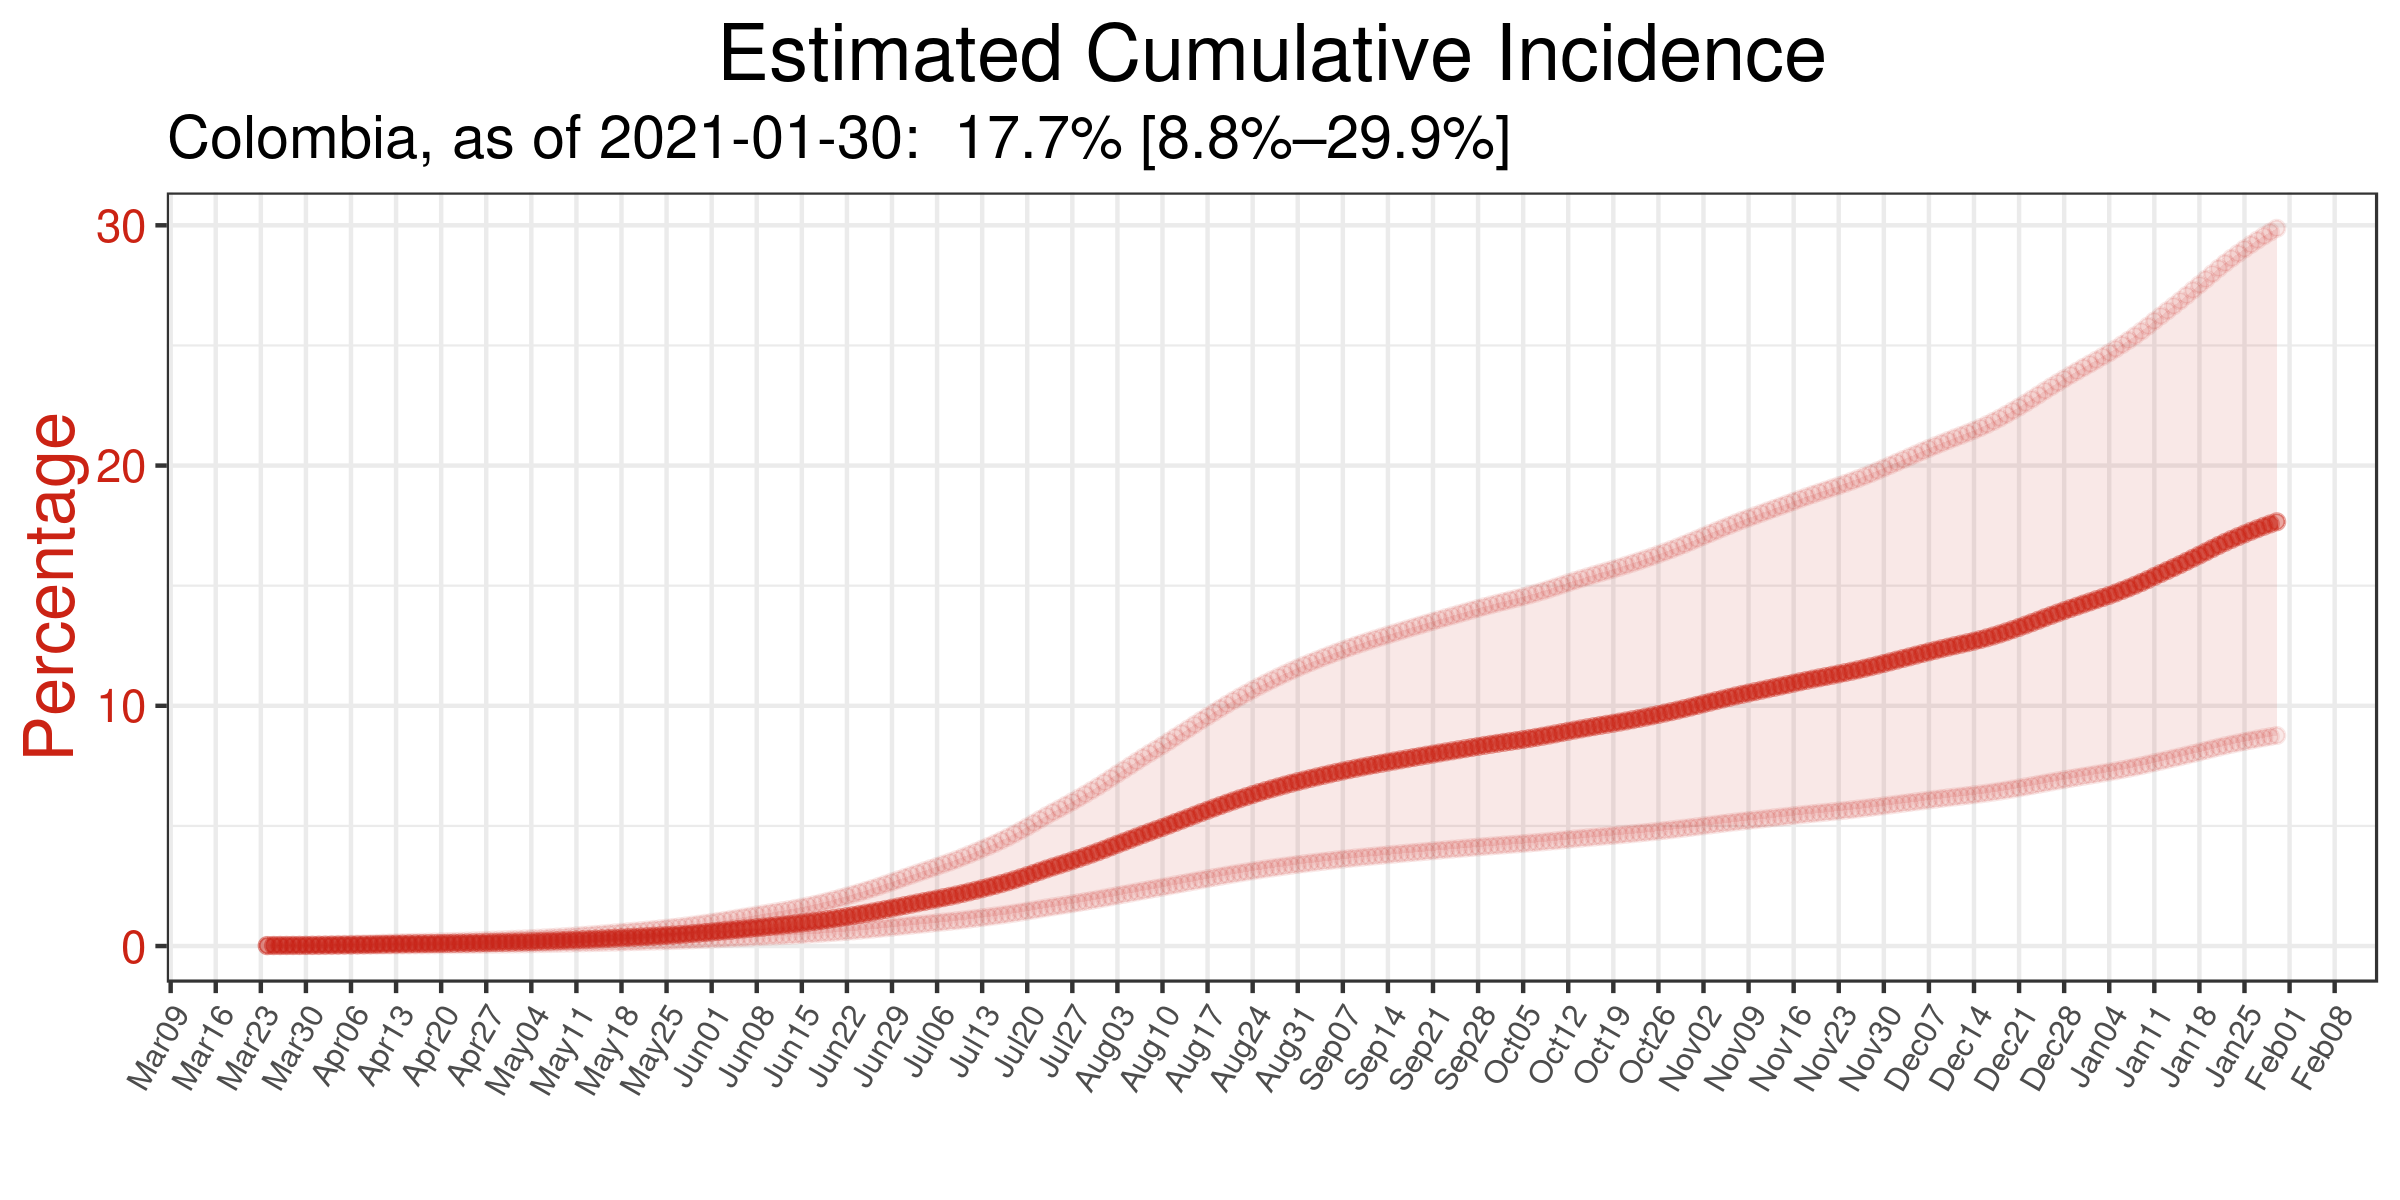 Estimated Cumulative Incidence
Colombia, as of 2021-01-30:  17.7% [8.8%–29.9%]
Percentage
30
20
10
0
Mar09
Mar16
Mar23
Mar30
Apr06
Apr13
Apr20
Apr27
May04
May11
May18
May25
Jun01
Jun08
Jun15
Jun22
Jun29
Jul06
Jul13
Jul20
Jul27
Aug03
Aug10
Aug17
Aug24
Aug31
Sep07
Sep14
Sep21
Sep28
Oct05
Oct12
Oct19
Oct26
Nov02
Nov09
Nov16
Nov23
Nov30
Dec07
Dec14
Dec21
Dec28
Jan04
Jan11
Jan18
Jan25
Feb01
Feb08